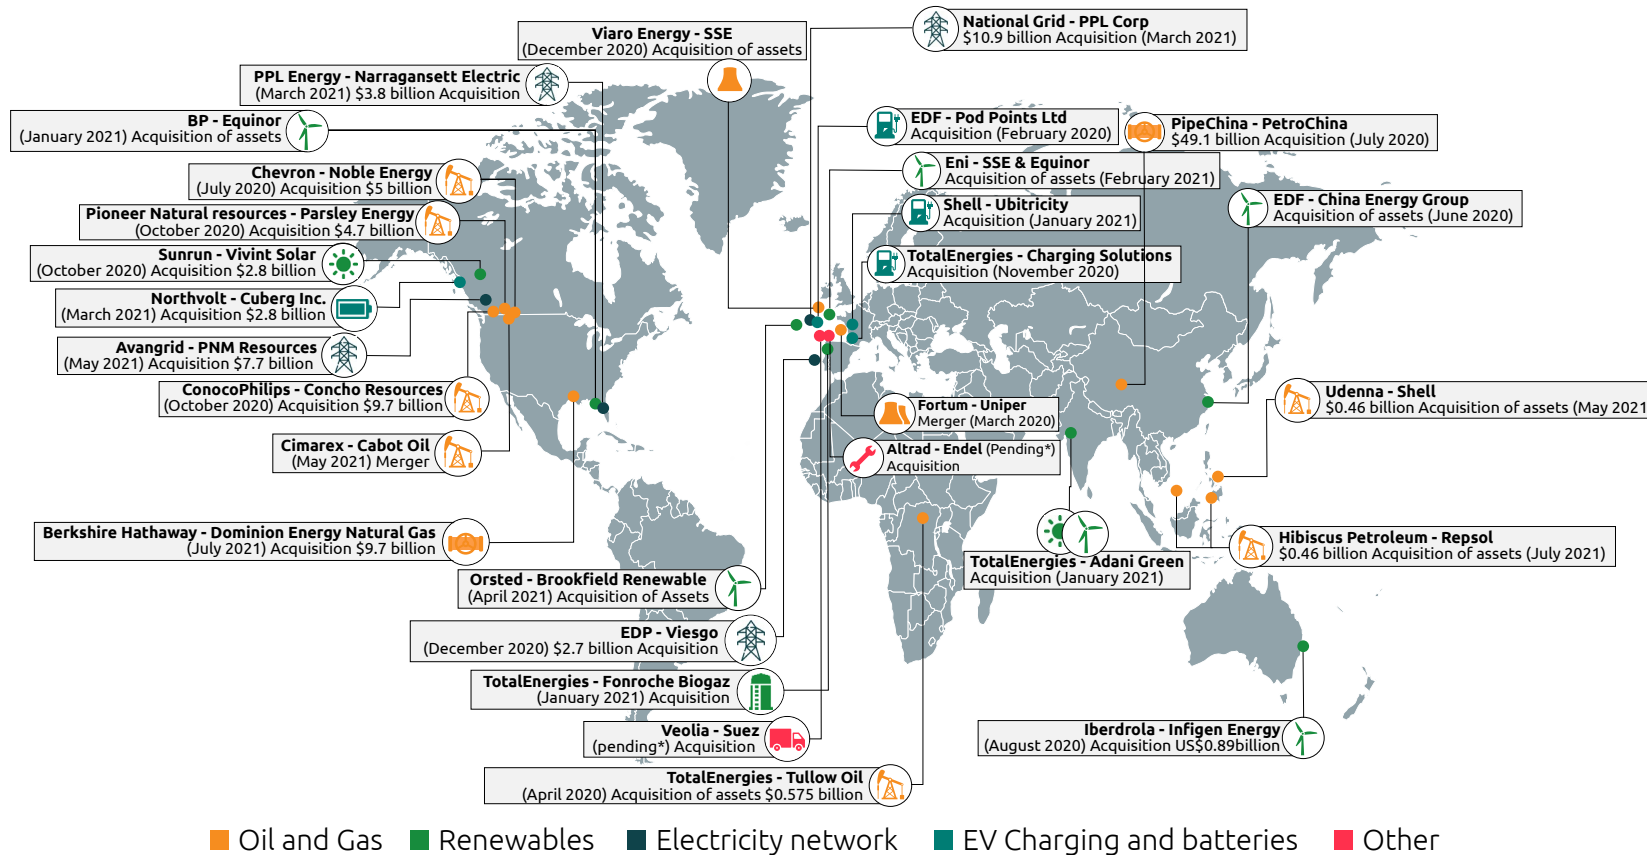 National Grid - PPL Corp
$10.9 billion Acquisition (March 2021)
Viaro Energy - SSE
(December 2020) Acquisition of assets
PPL Energy - Narragansett Electric
(March 2021) $3.8 billion Acquisition
BP - Equinor
(January 2021) Acquisition of assets
EDF - Pod Points Ltd
Acquisition (February 2020)
PipeChina - PetroChina
$49.1 billion Acquisition (July 2020)
Chevron - Noble Energy
(July 2020) Acquisition $5 billion
Eni - SSE & Equinor
Acquisition of assets (February 2021)
Pioneer Natural resources - Parsley Energy
(October 2020) Acquisition $4.7 billion
Shell - Ubitricity
Acquisition (January 2021)
EDF - China Energy Group
Acquisition of assets (June 2020)
Sunrun - Vivint Solar
(October 2020) Acquisition $2.8 billion
TotalEnergies - Charging Solutions
Acquisition (November 2020)
Northvolt - Cuberg Inc.
(March 2021) Acquisition $2.8 billion
Avangrid - PNM Resources
(May 2021) Acquisition $7.7 billion
ConocoPhilips - Concho Resources
(October 2020) Acquisition $9.7 billion
Udenna - Shell
$0.46 billion Acquisition of assets (May 2021
Fortum - Uniper
Merger (March 2020)
Cimarex - Cabot Oil
(May 2021) Merger
Altrad - Endel (Pending*)
Acquisition
Berkshire Hathaway - Dominion Energy Natural Gas
(July 2021) Acquisition $9.7 billion
Hibiscus Petroleum - Repsol
$0.46 billion Acquisition of assets (July 2021)
TotalEnergies - Adani Green
Acquisition (January 2021)
Orsted - Brookfield Renewable
(April 2021) Acquisition of Assets
EDP - Viesgo
(December 2020) $2.7 billion Acquisition
TotalEnergies - Fonroche Biogaz
(January 2021) Acquisition
Veolia - Suez
(pending*) Acquisition
Iberdrola - Infigen Energy
(August 2020) Acquisition US$0.89billion
TotalEnergies - Tullow Oil
(April 2020) Acquisition of assets $0.575 billion
Oil and Gas
Renewables
Electricity network
EV Charging and batteries
Other